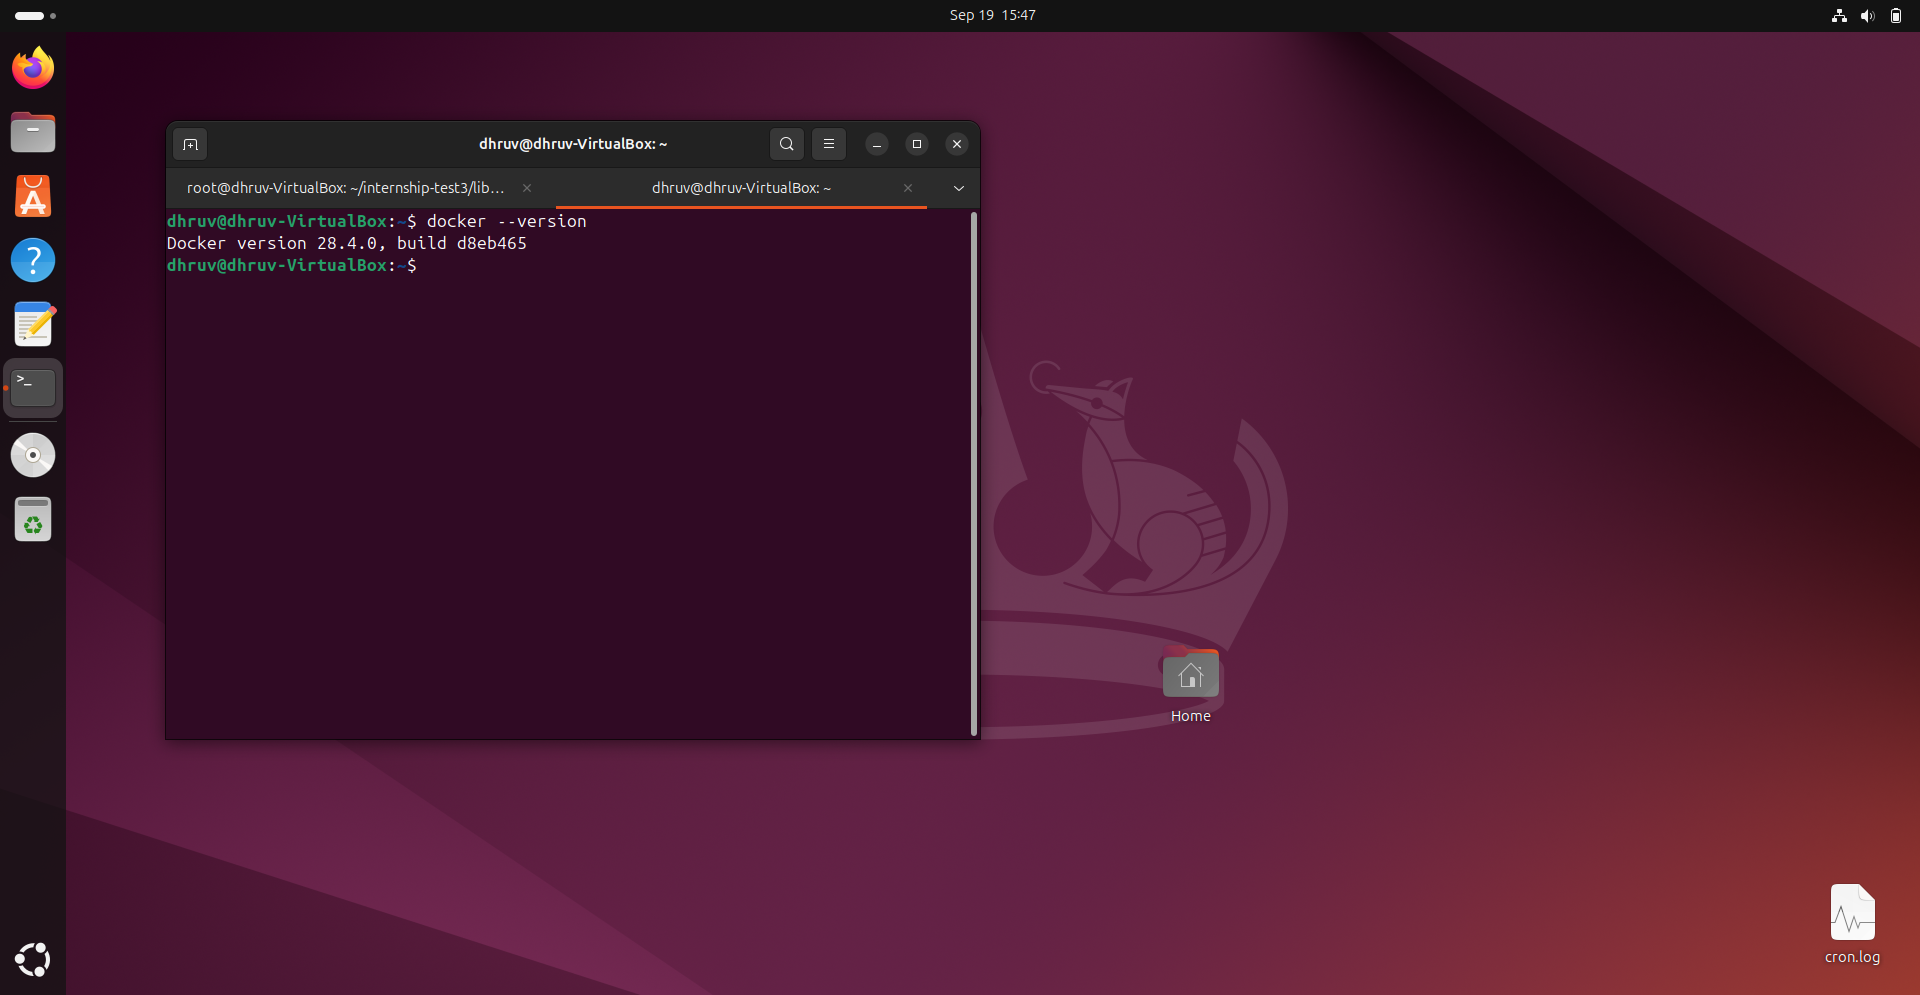 Sep 19 15:47
dhruv@dhruv-VirtualBox: ~
root@dhruv-VirtualBox: ~/internship-test3/lib...
dhruv@dhruv-VirtualBox: ~
dhruv@dhruv-VirtualBox:~$ docker --version
Docker version 28.4.0, build d8eb465
dhruv@dhruv-VirtualBox:~$
Home
cron.log